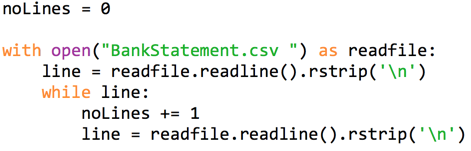 noLines = 0
with open("BankStatement.csv ") as readfile:
    line = readfile.readline().rstrip('\n')
    while line:
        noLines += 1
        line = readfile.readline().rstrip('\n')